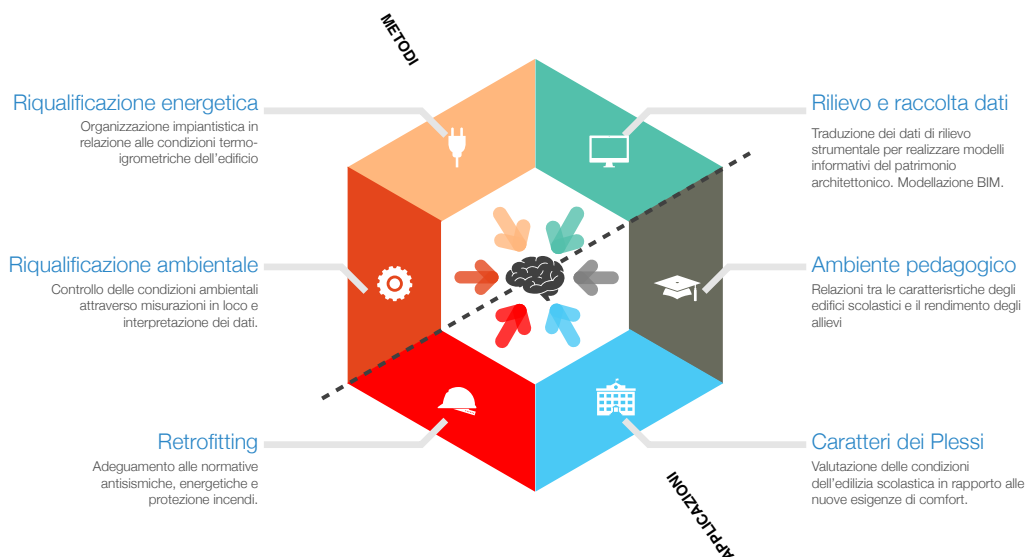 METODI
Riqualificazione energetica
Organizzazione impiantistica in
relazione alle condizioni termo-
igrometriche dell'edificio
Rilievo e raccolta dati
Traduzione dei dati di rilievo
strumentale per realizzare modelli
informativi del patrimonio
architettonico. Modellazione BIM.
Riqualificazione ambientale
Controllo delle condizioni ambientali
attraverso misurazioni in loco e
interpretazione dei dati.
Ambiente pedagogico
Relazioni tra le caratterisrtiche degli
edifici scolastici e il rendimento degli
allievi
Retrofitting
Adeguamento alle normative
antisismiche, energetiche e
protezione incendi.
Caratteri dei Plessi
Valutazione delle condizioni
dell'edilizia scolastica in rapporto alle
nuove esigenze di comfort.
APPLICAZIONI